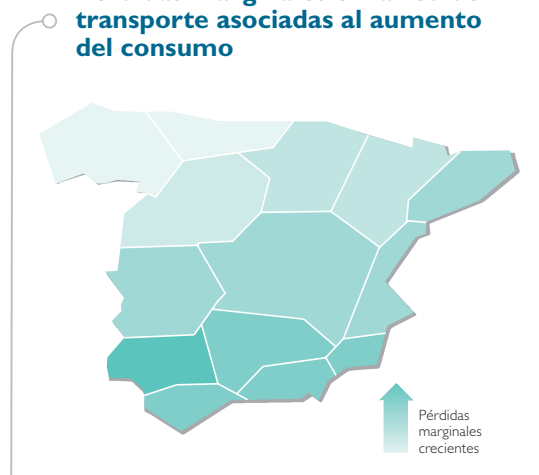 transporte asociadas al aumento
del consumo
Pérdidas
marginales
crecientes